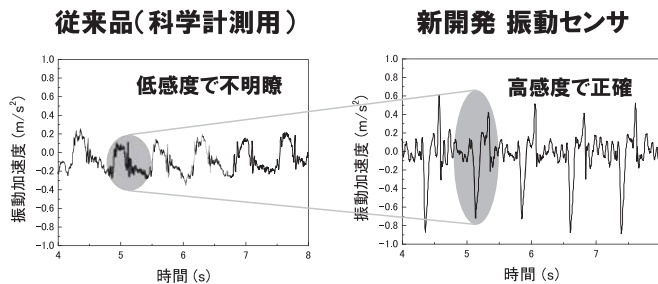 従来品（科学計測用）
新開発 振動センサ
低感度で不明瞭
高感度で正確
振動加速度 (m/s²)
1.0
0.8
0.6
0.4
0.2
0.0
−0.2
−0.4
−0.6
−0.8
−1.0
4 5 6 7 8
時間 (s)
振動加速度 (m/s²)
1.0
0.8
0.6
0.4
0.2
0.0
−0.2
−0.4
−0.6
−0.8
−1.0
4 5 6 7
時間 (s)